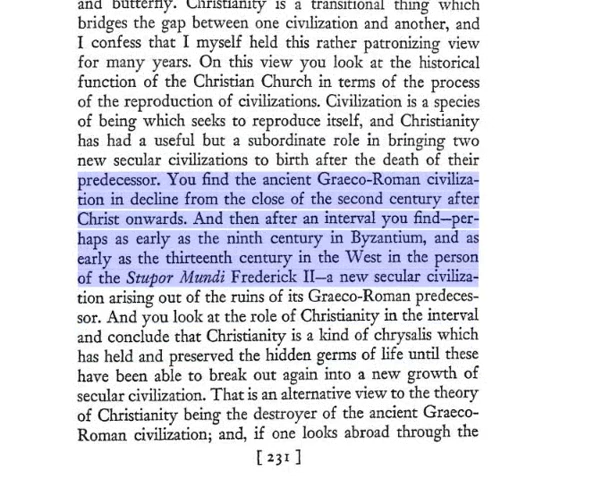 and butterfly. Christianity is a transitional thing which
bridges the gap between one civilization and another, and
I confess that I myself held this rather patronizing view
for many years. On this view you look at the historical
function of the Christian Church in terms of the process
of the reproduction of civilizations. Civilization is a species
of being which seeks to reproduce itself, and Christianity
has had a useful but a subordinate role in bringing two
new secular civilizations to birth after the death of their
predecessor. You find the ancient Graeco-Roman civiliza-
tion in decline from the close of the second century after
Christ onwards. And then after an interval you find—per-
haps as early as the ninth century in Byzantium, and as
early as the thirteenth century in the West in the person
of the Stupor Mundi Frederick II—a new secular civiliza-
tion arising out of the ruins of its Graeco-Roman predeces-
sor. And you look at the role of Christianity in the interval
and conclude that Christianity is a kind of chrysalis which
has held and preserved the hidden germs of life until these
have been able to break out again into a new growth of
secular civilization. That is an alternative view to the theory
of Christianity being the destroyer of the ancient Graeco-
Roman civilization; and, if one looks abroad through the
[ 231 ]